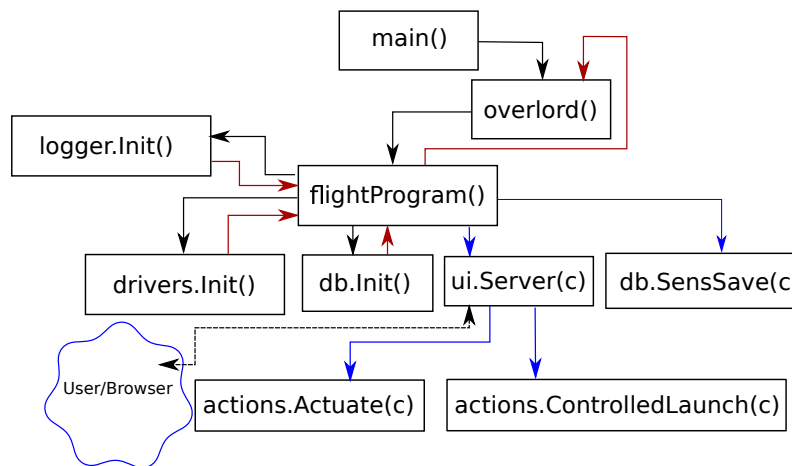 main()
overlord()
logger.Init()
flightProgram()
drivers.Init()
db.Init()
ui.Server(c)
db.SensSave(c
User/Browser
actions.Actuate(c)
actions.ControlledLaunch(c)